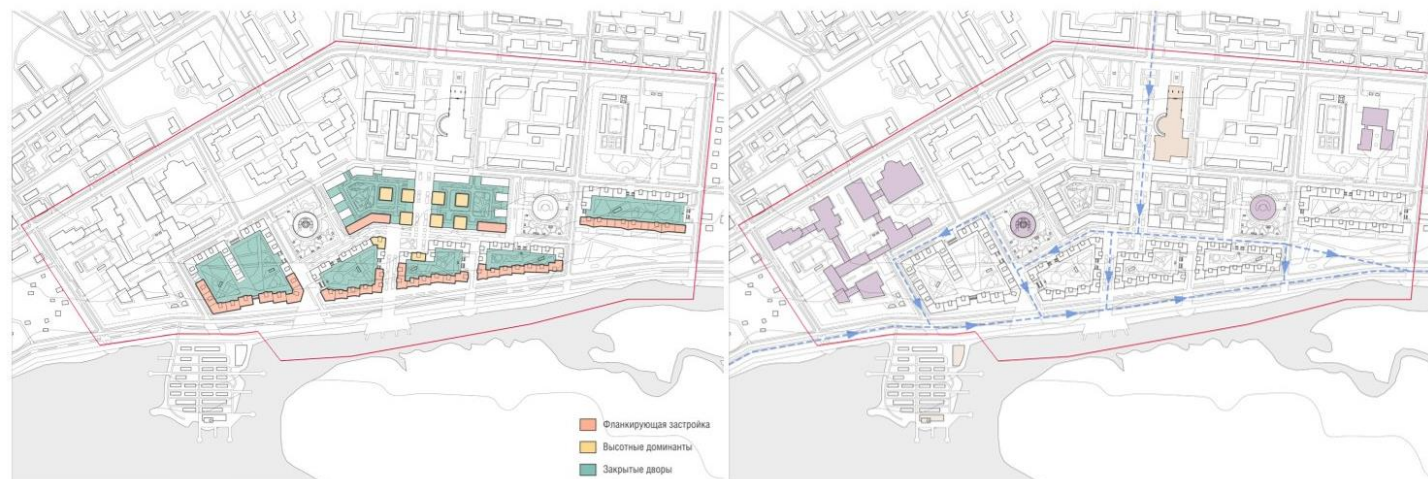 Фланкирующая застройка
Высотные доминанты
Закрытые дворы